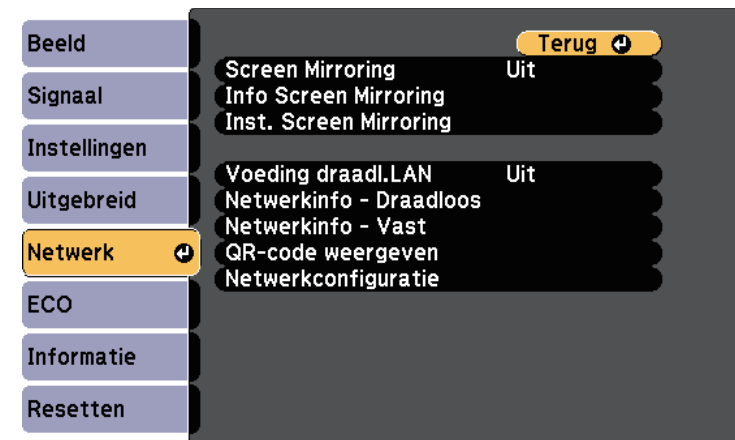 Beeld
Signaal
Instellingen
Uitgebreid
Netwerk
ECO
Informatie
Resetten
Terug
Screen Mirroring Uit
Info Screen Mirroring
Inst. Screen Mirroring
Voeding draadl.LAN Uit
Netwerkinfo - Draadloos
Netwerkinfo - Vast
QR-code weergeven
Netwerkconfiguratie